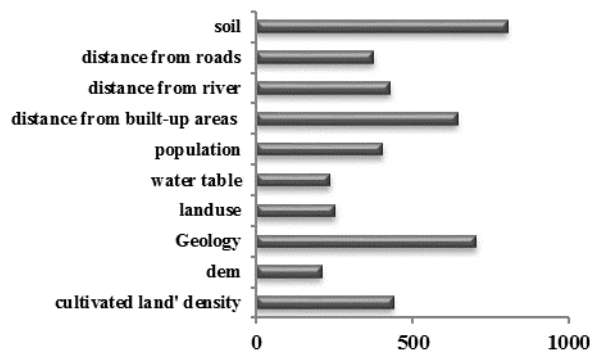 soil
distance from roads
distance from river
distance from built-up areas
population
water table
landuse
Geology
dem
cultivated land' density
0 500 1000